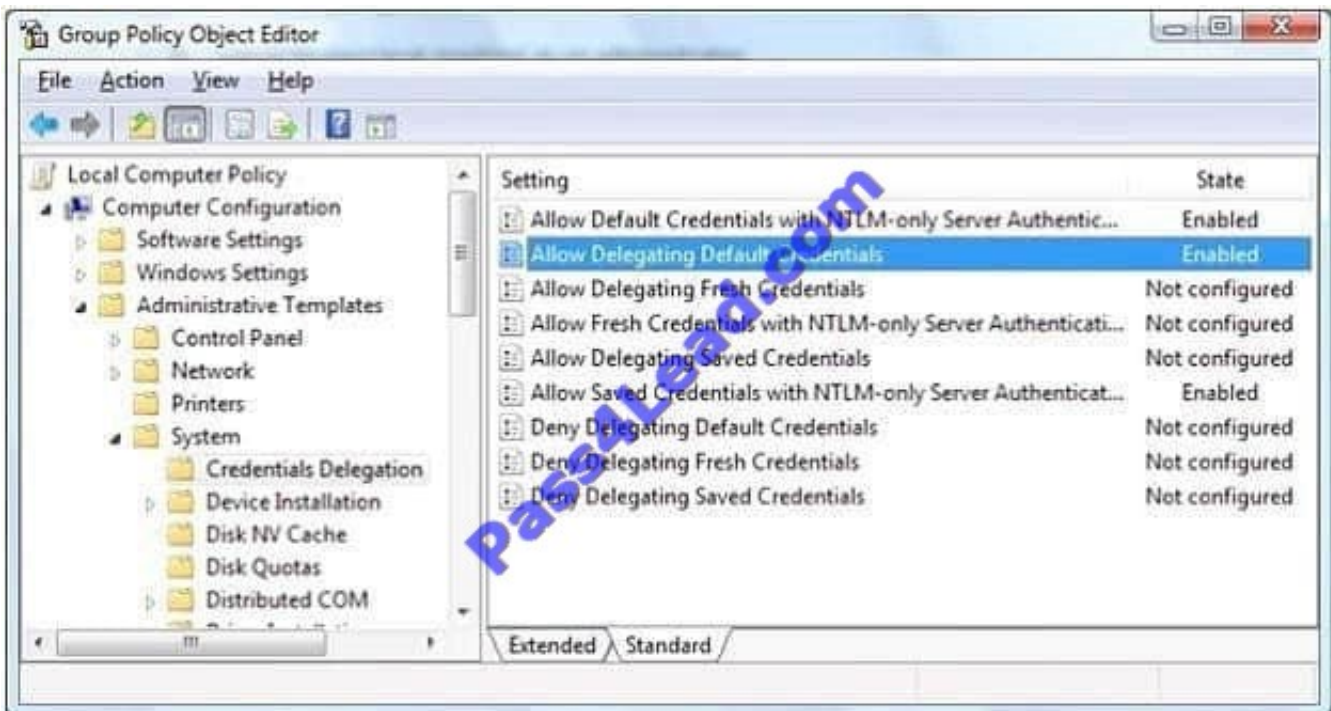 Group Policy Object Editor
File Action View Help
Local Computer Policy
Computer Configuration
Software Settings
Windows Settings
Administrative Templates
Control Panel
Network
Printers
System
Credentials Delegation
Device Installation
Disk NV Cache
Disk Quotas
Distributed COM
Setting State
Allow Default Credentials with NTLM-only Server Authentic... Enabled
Allow Delegating Default Credentials Enabled
Allow Delegating Fresh Credentials Not configured
Allow Fresh Credentials with NTLM-only Server Authenticati... Not configured
Allow Delegating Saved Credentials Not configured
Allow Saved Credentials with NTLM-only Server Authenticat... Enabled
Deny Delegating Default Credentials Not configured
Deny Delegating Fresh Credentials Not configured
Deny Delegating Saved Credentials Not configured
Extended Standard
Pass4Lead.com